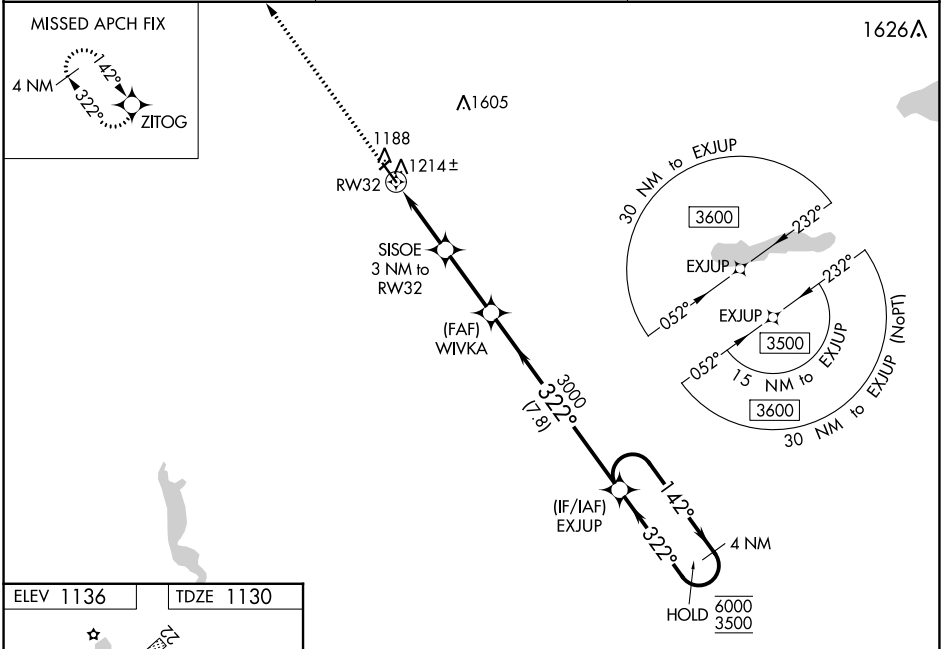 MISSED APCH FIX
4 NM
142°
322°
ZITOG
1626
1605
1188
1214±
RW32
SISOE
3 NM to
RW32
(FAF)
WIVKA
3000
322°
(7.8)
(IF/IAF)
EXJUP
142°
322°
4 NM
HOLD
6000
3500
30 NM to EXJUP
3600
232°
EXJUP
052°
232°
EXJUP
052°
3500
15 NM to EXJUP
3600
30 NM to EXJUP (NoPT)
ELEV 1136
TDZE 1130
22